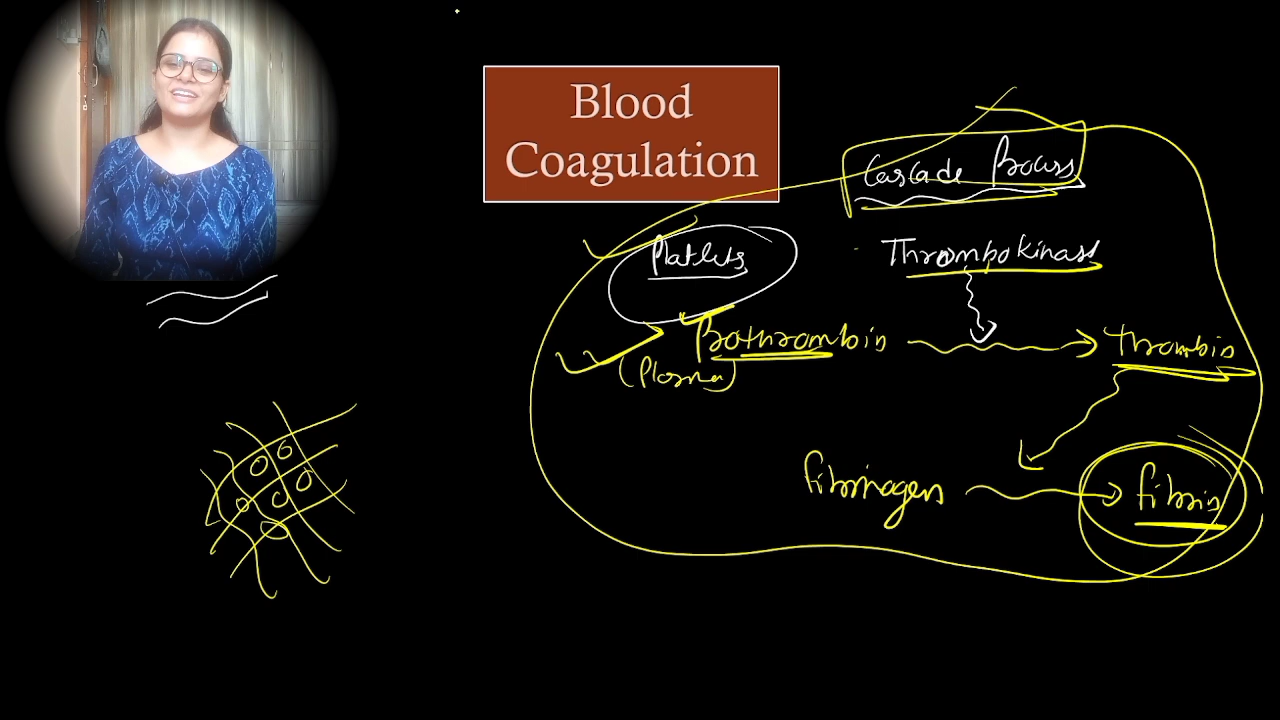 Blood
Coagulation
Cascade Process
Platlets
Thrombokinase
Prothrombin
thrombin
(Plasma)
fibrinogen
fibrin